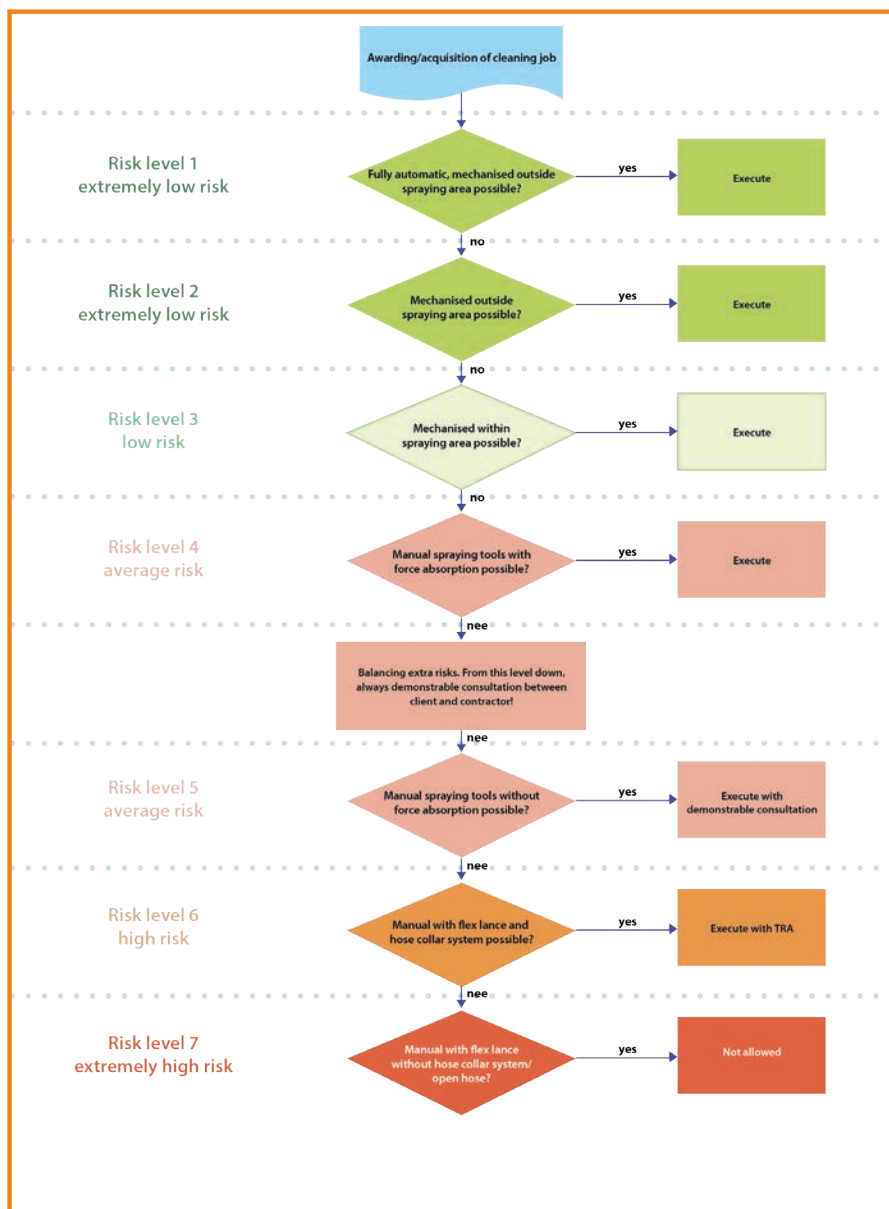 Awarding/acquisition of cleaning job
Risk level 1
extremely low risk
Fully automatic, mechanised outside
spraying area possible?
yes
Execute
no
Risk level 2
extremely low risk
Mechanised outside
spraying area possible?
yes
Execute
no
Risk level 3
low risk
Mechanised within
spraying area possible?
yes
Execute
no
Risk level 4
average risk
Manual spraying tools with
force absorption possible?
yes
Execute
nee
Balancing extra risks. From this level down,
always demonstrable consultation between
client and contractor!
nee
Risk level 5
average risk
Manual spraying tools without
force absorption possible?
yes
Execute with
demonstrable consultation
nee
Risk level 6
high risk
Manual with flex lance and
hose collar system possible?
yes
Execute with TRA
nee
Risk level 7
extremely high risk
Manual with flex lance
without hose collar system/
open hose?
yes
Not allowed